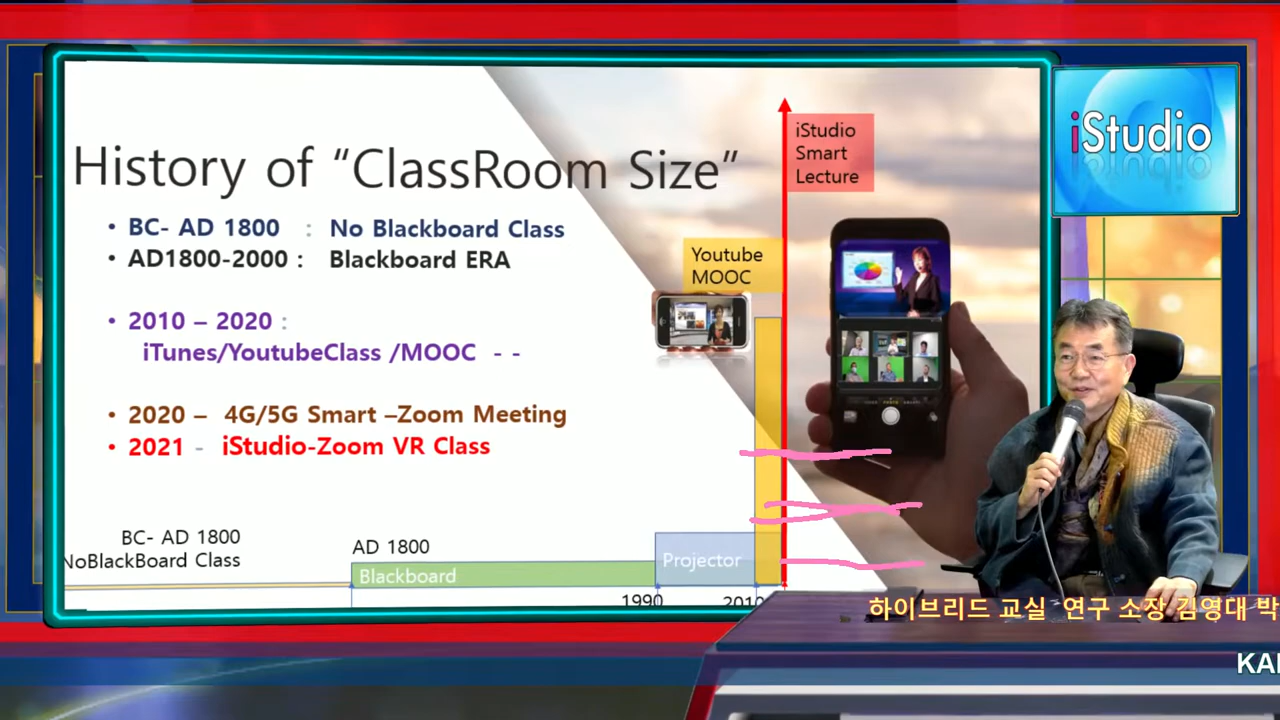 iStudio
iStudio
Smart
Lecture
History of “ClassRoom Size”
• BC- AD 1800 : No Blackboard Class
• AD1800-2000 : Blackboard ERA
Youtube
MOOC
• 2010 – 2020 :
iTunes/YoutubeClass /MOOC - -
• 2020 – 4G/5G Smart –Zoom Meeting
• 2021 - iStudio-Zoom VR Class
BC- AD 1800
NoBlackBoard Class
AD 1800
Blackboard
Projector
1990
2010
하이브리드 교실 연구 소장 김영대 박